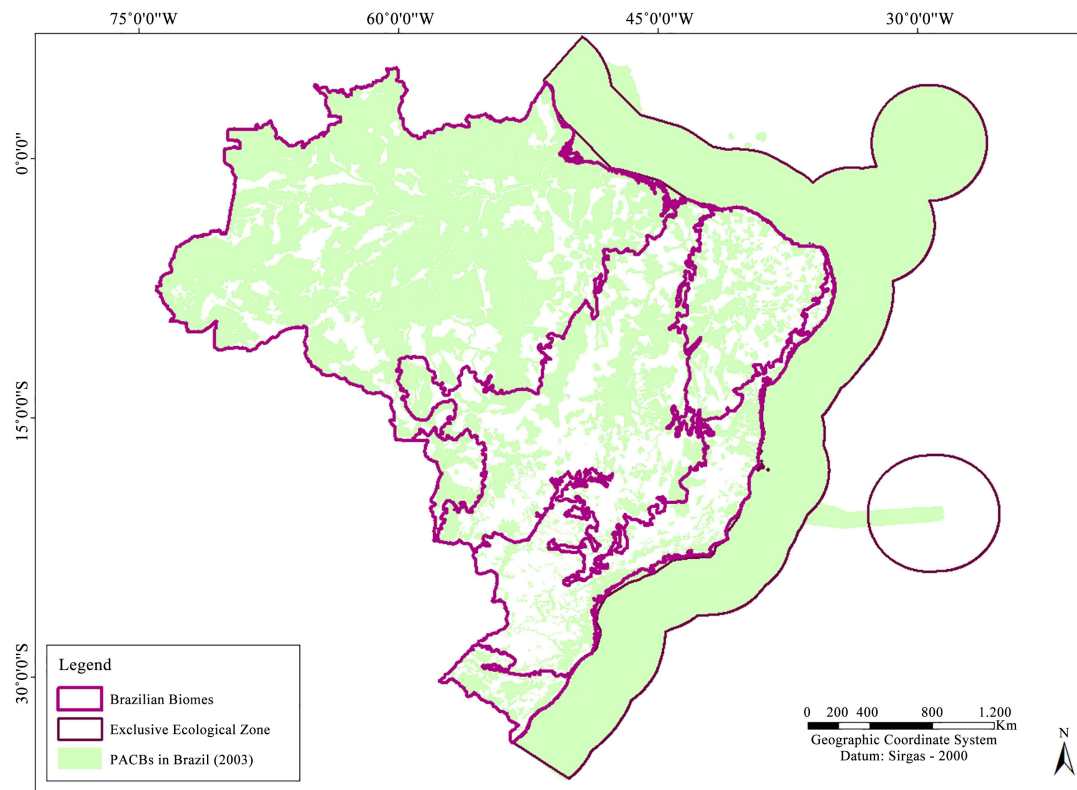 75°0'0"W 60°0'0"W 45°0'0"W 30°0'0"W
0°0'0"
15°0'0"S
30°0'0"S
Legend
Brazilian Biomes
Exclusive Ecological Zone
PACBs in Brazil (2003)
0 200 400 800 1.200
Km
Geographic Coordinate System
Datum: Sirgas - 2000
N